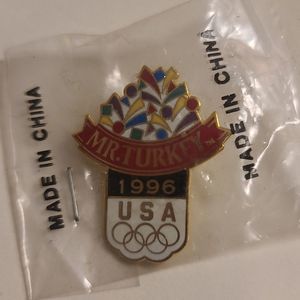 MADE IN CHINA
MADE IN CHINA
MR. TURKEY
1996
USA